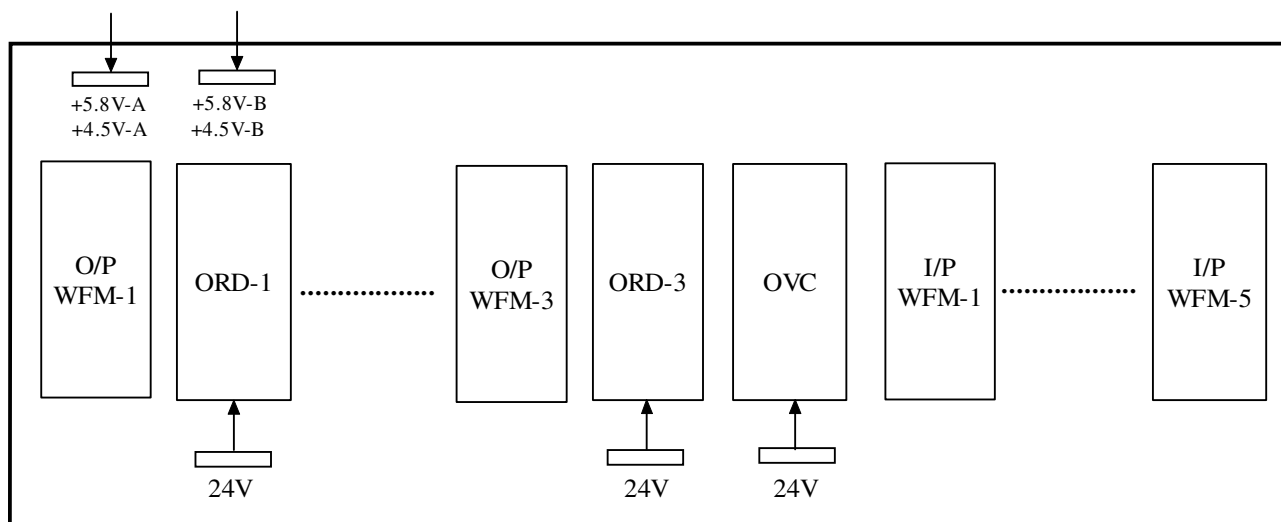 +5.8V-A
+4.5V-A
+5.8V-B
+4.5V-B
O/P
WFM-1
ORD-1
O/P
WFM-3
ORD-3
OVC
I/P
WFM-1
I/P
WFM-5
24V
24V
24V